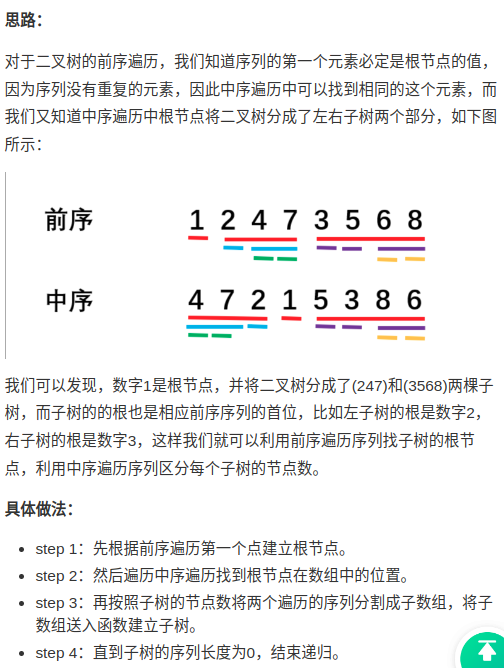 思路：
对于二叉树的前序遍历，我们知道序列的第一个元素必定是根节点的值，
因为序列没有重复的元素，因此中序遍历中可以找到相同的这个元素，而
我们又知道中序遍历中根节点将二叉树分成了左右子树两个部分，如下图
所示：
前序 1 2 4 7 3 5 6 8
中序 4 7 2 1 5 3 8 6
我们可以发现，数字1是根节点，并将二叉树分成了(247)和(3568)两棵子
树，而子树的的根也是相应前序序列的首位，比如左子树的根是数字2，
右子树的根是数字3，这样我们就可以利用前序遍历序列找子树的根节
点，利用中序遍历序列区分每个子树的节点数。
具体做法：
• step 1：先根据前序遍历第一个点建立根节点。
• step 2：然后遍历中序遍历找到根节点在数组中的位置。
• step 3：再按照子树的节点数将两个遍历的序列分割成子数组，将子
数组送入函数建立子树。
• step 4：直到子树的序列长度为0，结束递归。